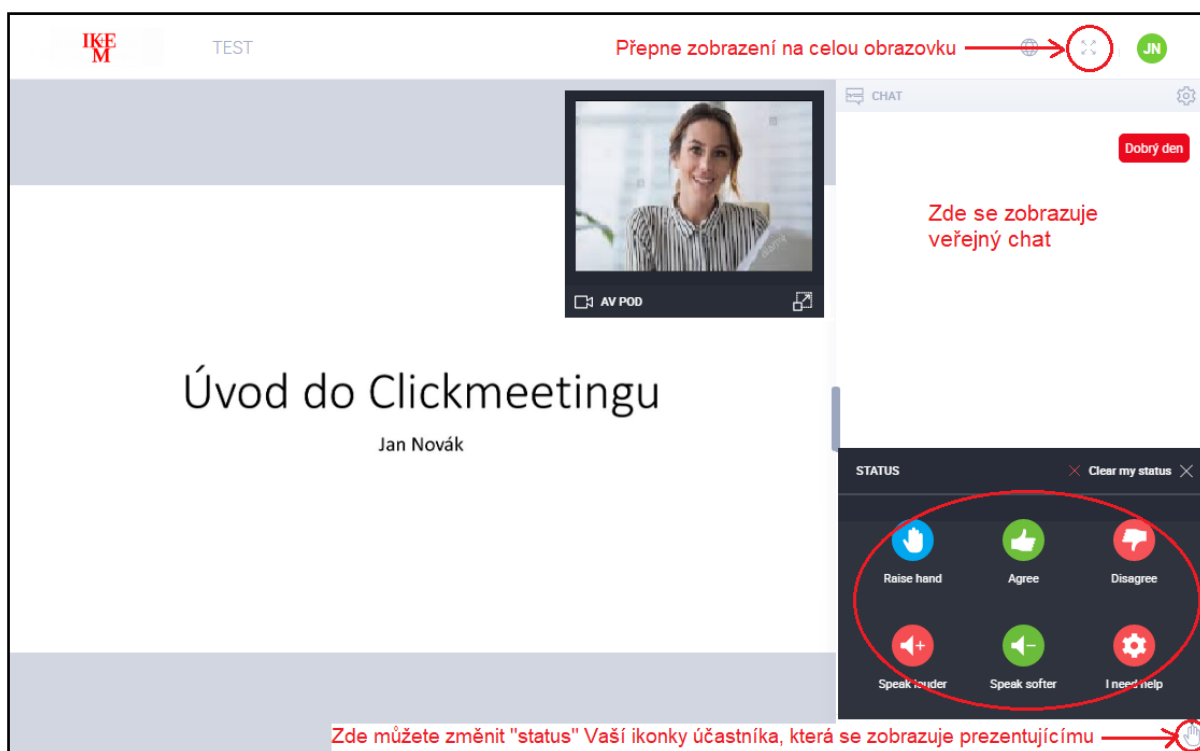 IKEM
TEST
Přepne zobrazení na celou obrazovku
JN
CHAT
Dobrý den
Zde se zobrazuje
veřejný chat
AV POD
Úvod do Clickmeetingu
Jan Novák
STATUS
Clear my status
Raise hand
Agree
Disagree
Speak louder
Speak softer
I need help
Zde můžete změnit "status" Vaší ikonky účastníka, která se zobrazuje prezentujícímu